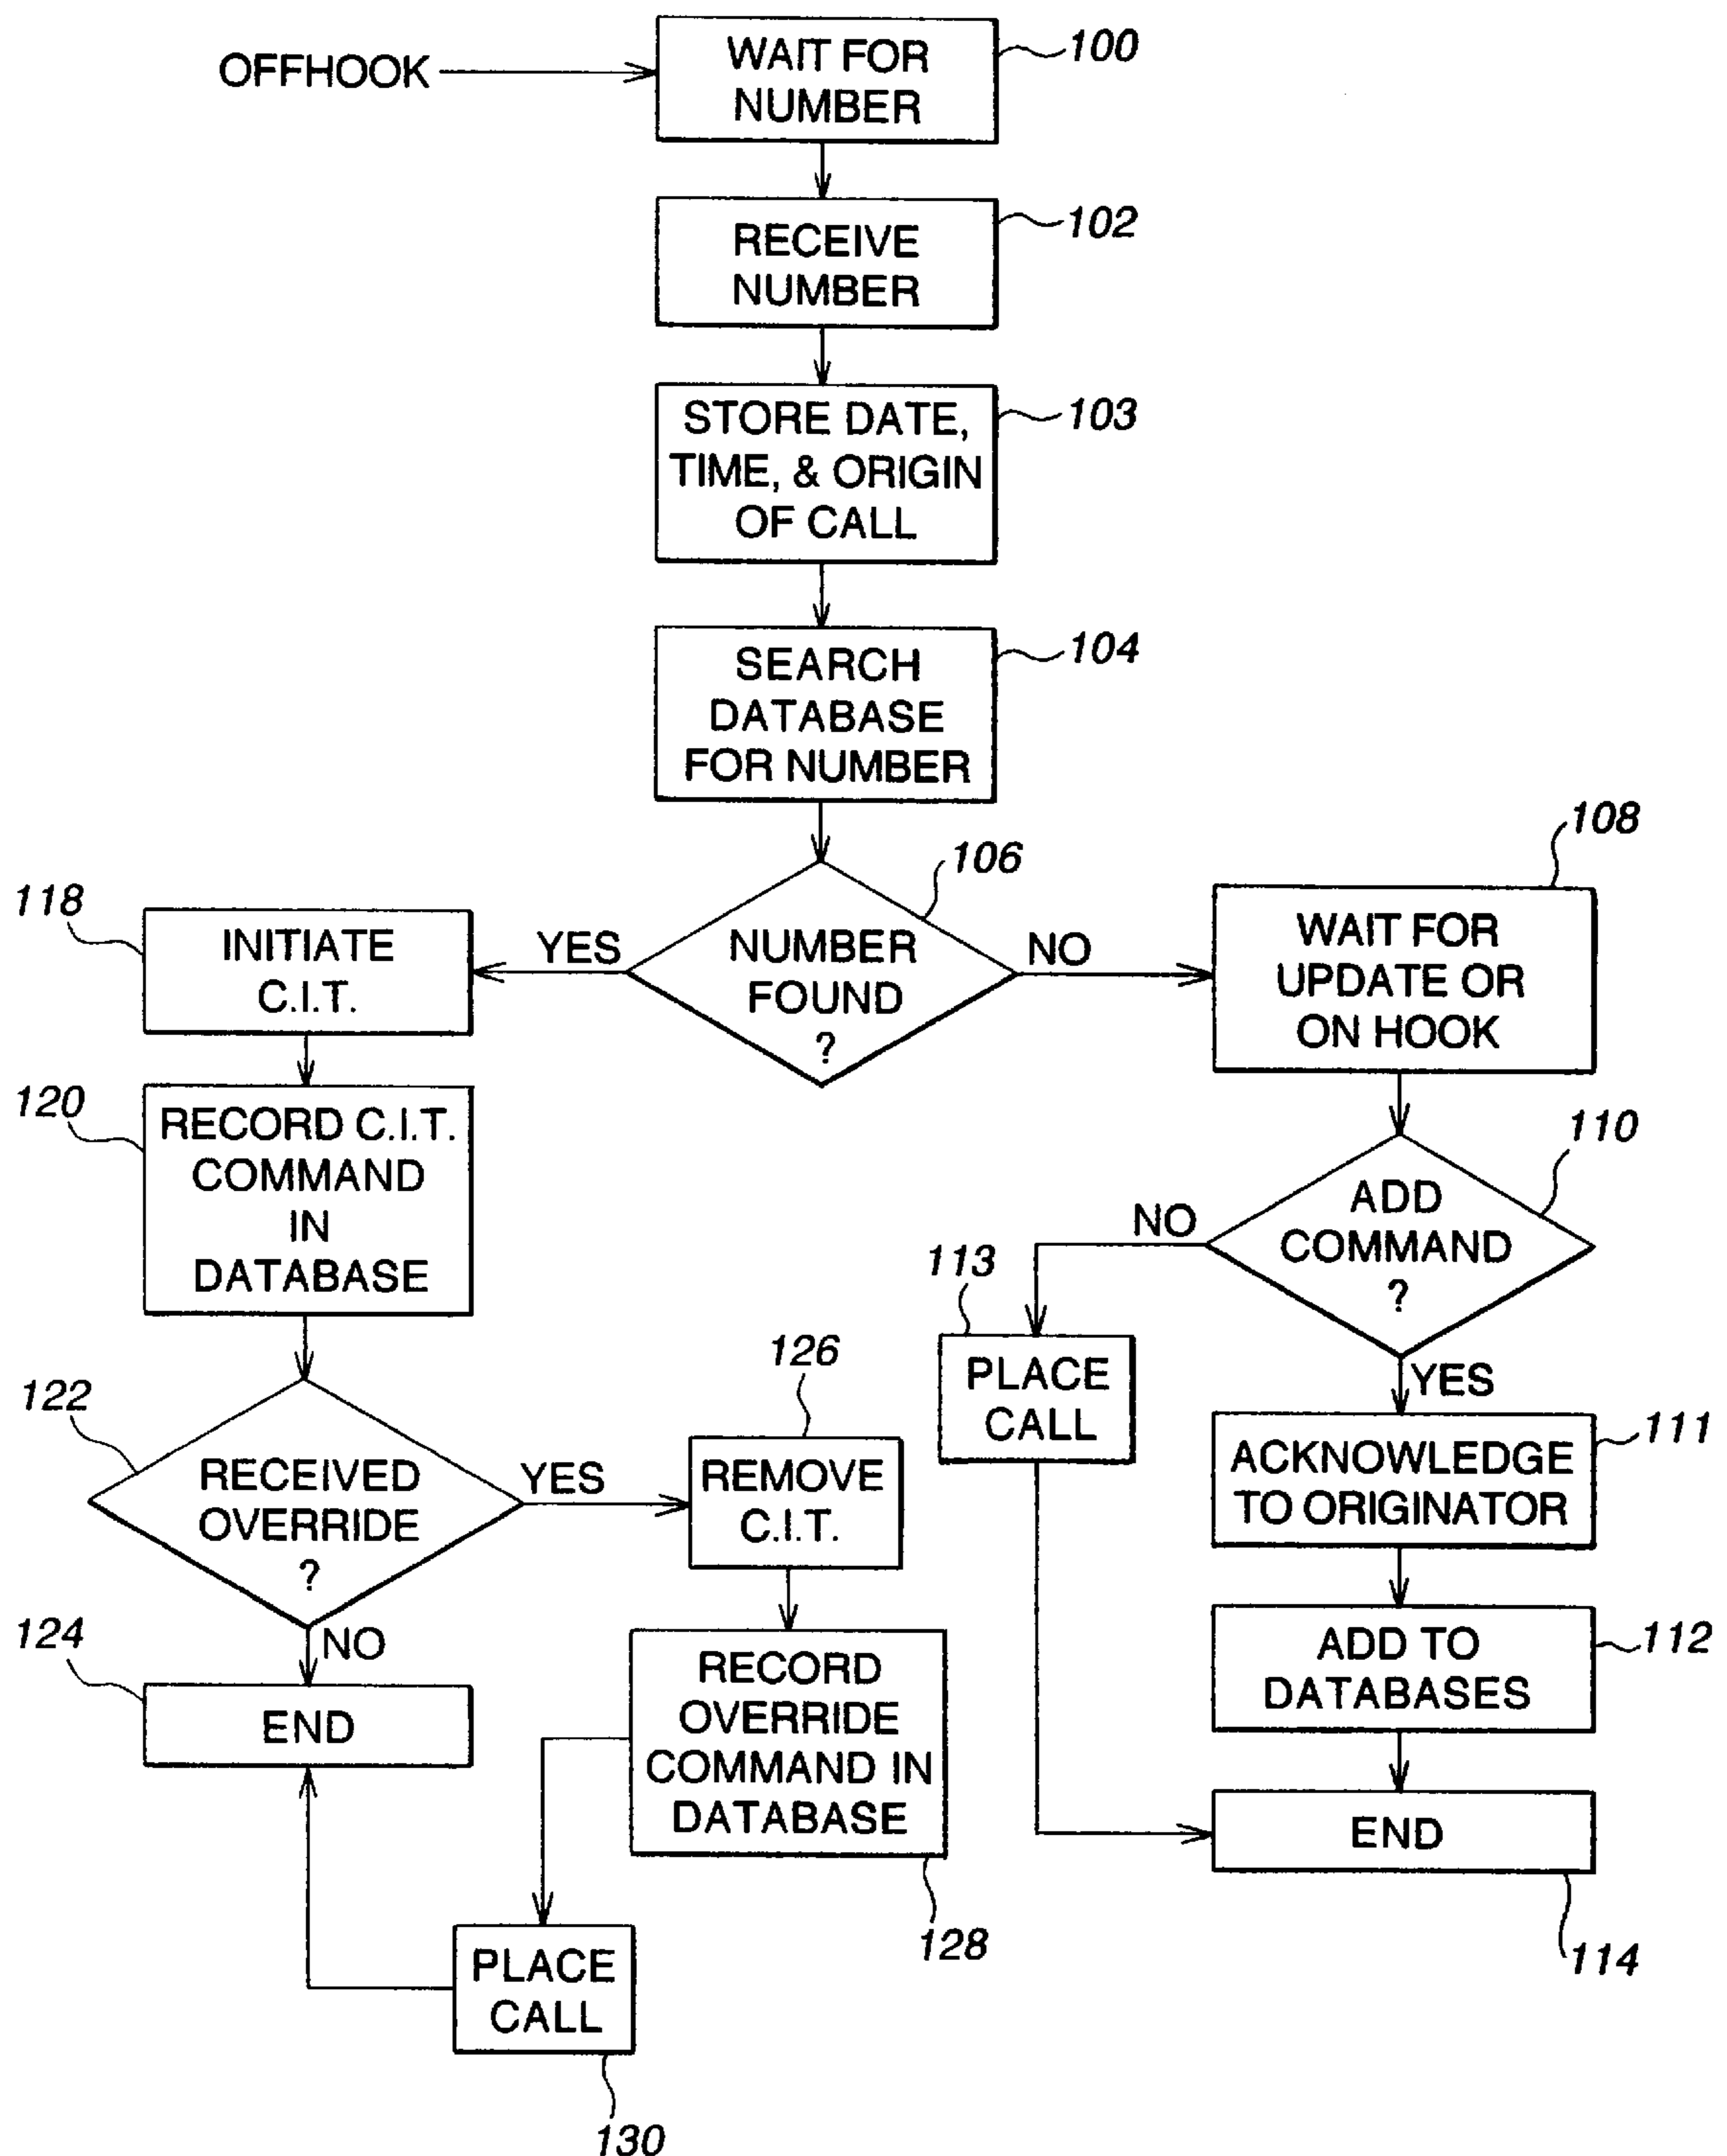 OFFHOOK
WAIT FOR
NUMBER
100
RECEIVE
NUMBER
102
STORE DATE,
TIME, & ORIGIN
OF CALL
103
SEARCH
DATABASE
FOR NUMBER
104
NUMBER
FOUND
?
106
YES
NO
118
INITIATE
C.I.T.
120
RECORD C.I.T.
COMMAND
IN
DATABASE
122
RECEIVED
OVERRIDE
?
YES
NO
124
END
126
REMOVE
C.I.T.
RECORD
OVERRIDE
COMMAND IN
DATABASE
128
PLACE
CALL
130
108
WAIT FOR
UPDATE OR
ON HOOK
110
ADD
COMMAND
?
NO
YES
113
PLACE
CALL
111
ACKNOWLEDGE
TO ORIGINATOR
112
ADD TO
DATABASES
END
114